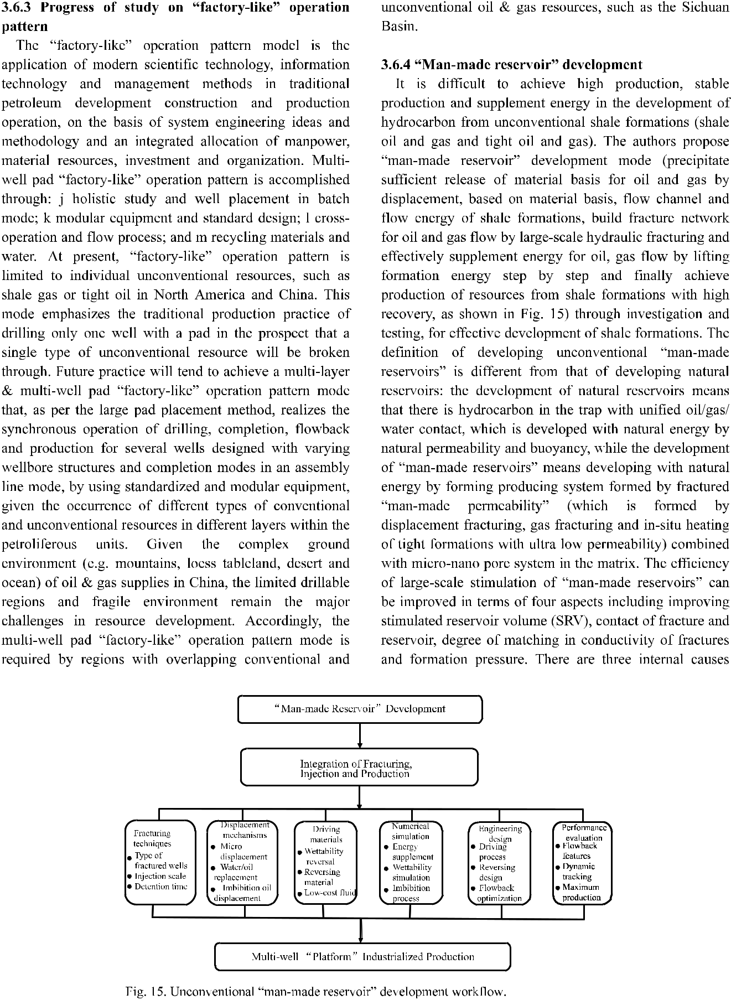 3.6.3 Progress of study on “factory-like” operation
pattern
The “factory-like” operation pattern model is the
application of modern scientific technology, information
technology and management methods in traditional
petroleum development construction and production
operation, on the basis of system engineering ideas and
methodology and an integrated allocation of manpower,
material resources, investment and organization. Multi-
well pad “factory-like” operation pattern is accomplished
through: j holistic study and well placement in batch
mode; k modular equipment and standard design; l cross-
operation and flow process; and m recycling materials and
water. At present, “factory-like” operation pattern is
limited to individual unconventional resources, such as
shale gas or tight oil in North America and China. This
mode emphasizes the traditional production practice of
drilling only one well with a pad in the prospect that a
single type of unconventional resource will be broken
through. Future practice will tend to achieve a multi-layer
& multi-well pad “factory-like” operation pattern mode
that, as per the large pad placement method, realizes the
synchronous operation of drilling, completion, flowback
and production for several wells designed with varying
wellbore structures and completion modes in an assembly
line mode, by using standardized and modular equipment,
given the occurrence of different types of conventional
and unconventional resources in different layers within the
petroliferous units. Given the complex ground
environment (e.g. mountains, loess tableland, desert and
ocean) of oil & gas supplies in China, the limited drillable
regions and fragile environment remain the major
challenges in resource development. Accordingly, the
multi-well pad “factory-like” operation pattern mode is
required by regions with overlapping conventional and
unconventional oil & gas resources, such as the Sichuan
Basin.
3.6.4 “Man-made reservoir” development
It is difficult to achieve high production, stable
production and supplement energy in the development of
hydrocarbon from unconventional shale formations (shale
oil and gas and tight oil and gas). The authors propose
“man-made reservoir” development mode (precipitate
sufficient release of material basis for oil and gas by
displacement, based on material basis, flow channel and
flow energy of shale formations, build fracture network
for oil and gas flow by large-scale hydraulic fracturing and
effectively supplement energy for oil, gas flow by lifting
formation energy step by step and finally achieve
production of resources from shale formations with high
recovery, as shown in Fig. 15) through investigation and
testing, for effective development of shale formations. The
definition of developing unconventional “man-made
reservoirs” is different from that of developing natural
reservoirs: the development of natural reservoirs means
that there is hydrocarbon in the trap with unified oil/gas/
water contact, which is developed with natural energy by
natural permeability and buoyancy, while the development
of “man-made reservoirs” means developing with natural
energy by forming producing system formed by fractured
“man-made permeability” (which is formed by
displacement fracturing, gas fracturing and in-situ heating
of tight formations with ultra low permeability) combined
with micro-nano pore system in the matrix. The efficiency
of large-scale stimulation of “man-made reservoirs” can
be improved in terms of four aspects including improving
stimulated reservoir volume (SRV), contact of fracture and
reservoir, degree of matching in conductivity of fractures
and formation pressure. There are three internal causes
“Man-made Reservoir” Development
Integration of Fracturing,
Injection and Production
Fracturing
techniques
● Type of
fractured wells
● Injection scale
● Detention time
Displacement
mechanisms
● Micro
displacement
● Water/oil
replacement
● Imbibition oil
displacement
Driving
materials
● Wettability
reversal
● Reversing
material
● Low-cost fluid
Numerical
simulation
● Energy
supplement
● Wettability
simulation
● Imbibition
process
Engineering
design
● Driving
process
● Reversing
design
● Flowback
optimization
Performance
evaluation
● Flowback
features
● Dynamic
tracking
● Maximum
production
Multi-well “Platform” Industrialized Production
Fig. 15. Unconventional “man-made reservoir” development workflow.